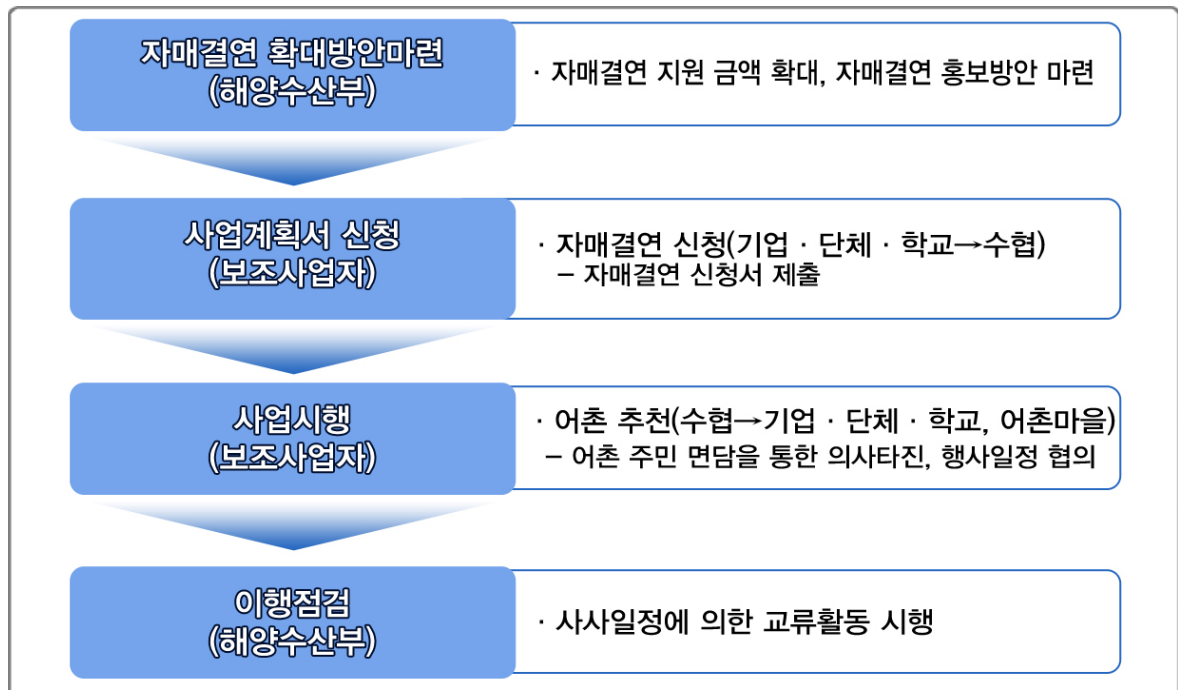 자매결연 확대방안마련
(해양수산부)
· 자매결연 지원 금액 확대, 자매결연 홍보방안 마련
사업계획서 신청
(보조사업자)
· 자매결연 신청(기업 · 단체 · 학교→수협)
– 자매결연 신청서 제출
사업시행
(보조사업자)
· 어촌 추천(수협→기업 · 단체 · 학교, 어촌마을)
– 어촌 주민 면담을 통한 의사타진, 행사일정 협의
이행점검
(해양수산부)
· 사사일정에 의한 교류활동 시행